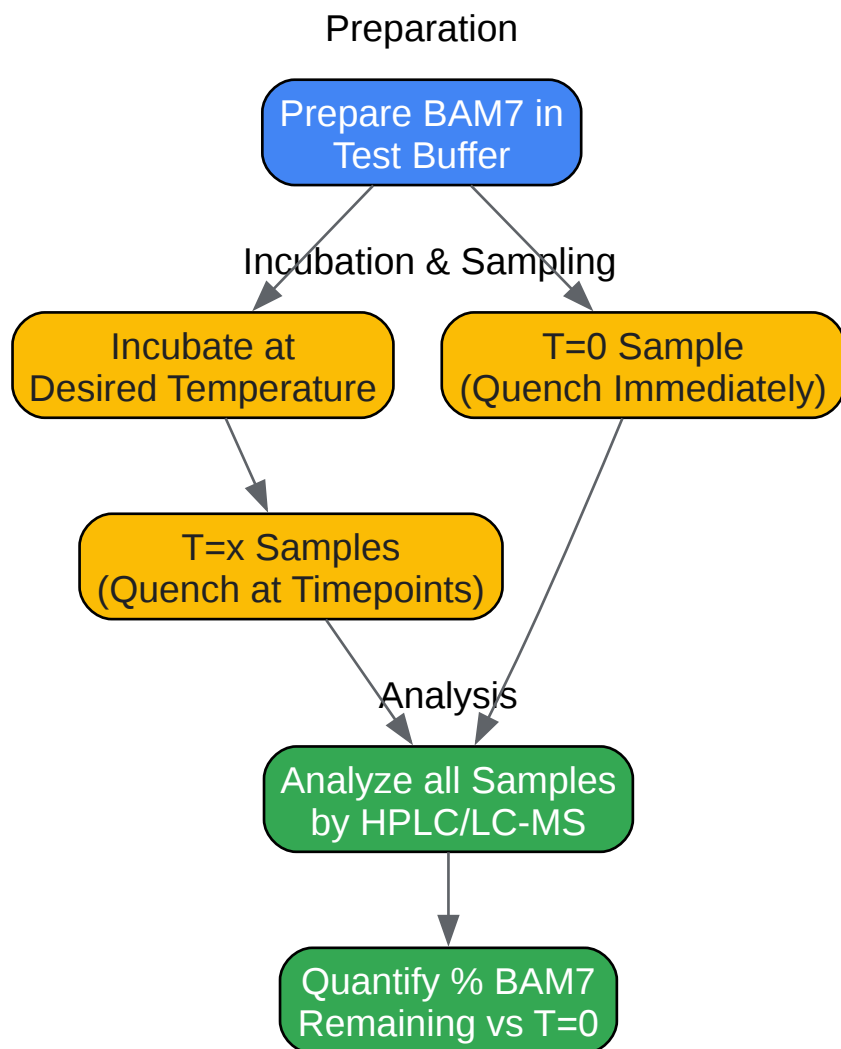 Preparation
Prepare BAM7 in
Test Buffer
Incubation & Sampling
Incubate at
Desired Temperature
T=0 Sample
(Quench Immediately)
T=x Samples
(Quench at Timepoints)
Analysis
Analyze all Samples
by HPLC/LC-MS
Quantify % BAM7
Remaining vs T=0